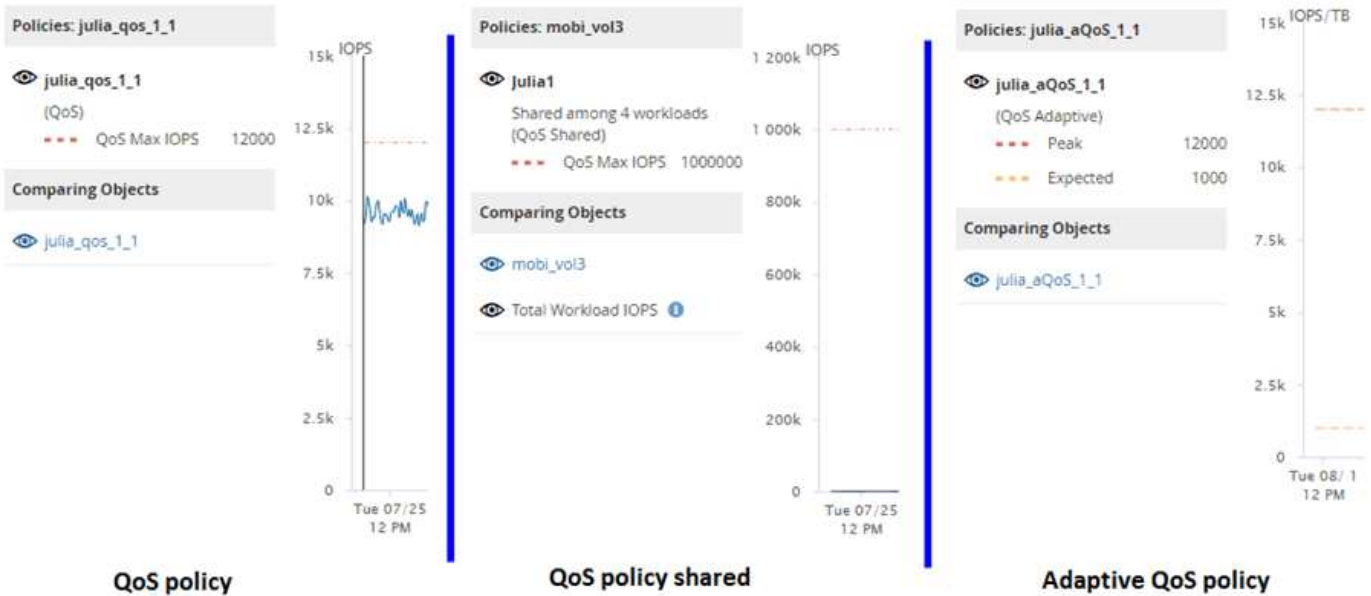 Policies: julia_qos_1_1
julia_qos_1_1
(QoS)
QoS Max IOPS 12000
Comparing Objects
julia_qos_1_1
15k IOPS
12.5k
10k
7.5k
5k
2.5k
0
Tue 07/25
12 PM
QoS policy
Policies: mobi_vol3
Julia1
Shared among 4 workloads
(QoS Shared)
QoS Max IOPS 1000000
Comparing Objects
mobi_vol3
Total Workload IOPS
1 200k IOPS
1 000k
800k
600k
400k
200k
0
Tue 07/25
12 PM
QoS policy shared
Policies: julia_aQoS_1_1
julia_aQoS_1_1
(QoS Adaptive)
Peak 12000
Expected 1000
Comparing Objects
julia_aQoS_1_1
15k IOPS/TB
12.5k
10k
7.5k
5k
2.5k
0
Tue 08/ 1
12 PM
Adaptive QoS policy